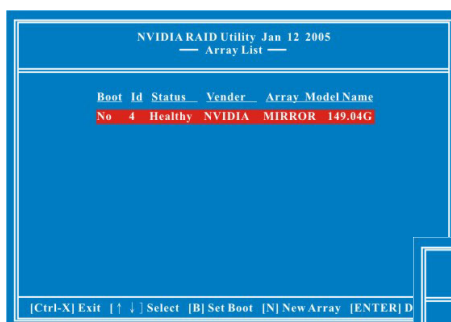 NVIDIA RAID Utility Jan 12 2005
Array List
Boot Id Status Vender Array Model Name
No 4 Healthy NVIDIA MIRROR 149.04G
[Ctrl-X] Exit [↑ ↓] Select [B] Set Boot [N] New Array [ENTER] D